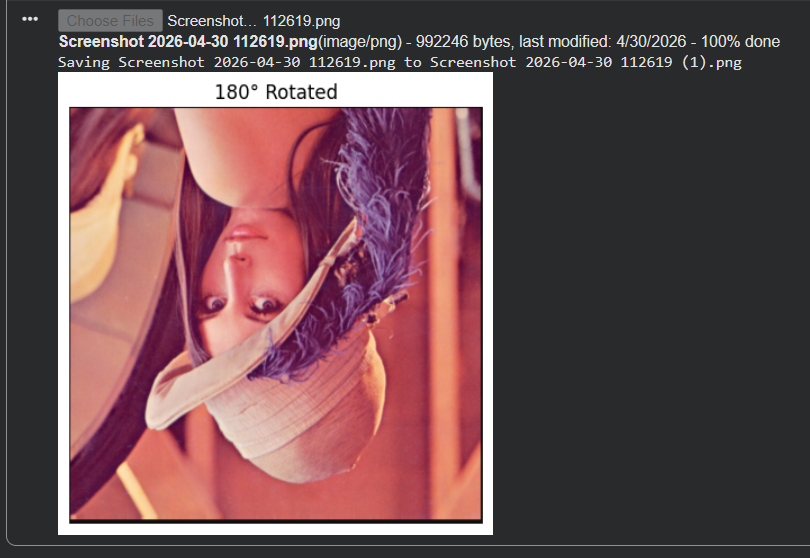 Choose Files Screenshot... 112619.png
Screenshot 2026-04-30 112619.png(image/png) - 992246 bytes, last modified: 4/30/2026 - 100% done
Saving Screenshot 2026-04-30 112619.png to Screenshot 2026-04-30 112619 (1).png
180° Rotated